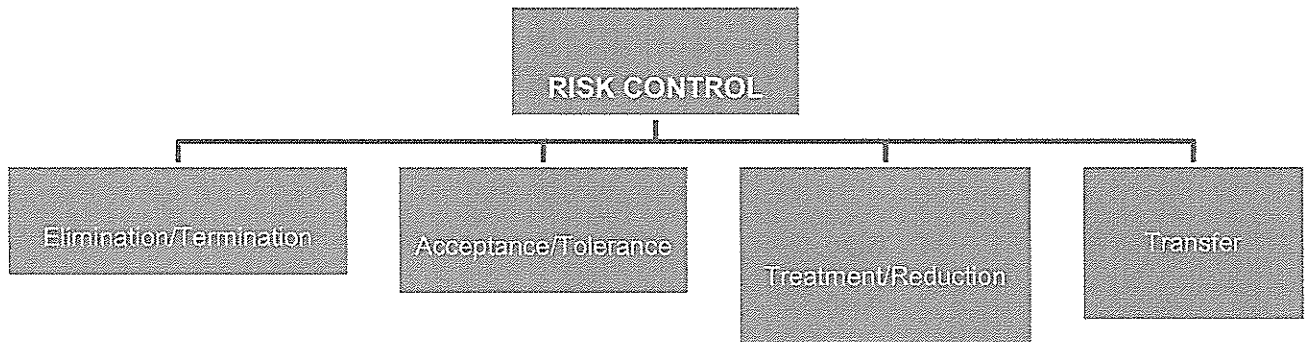 RISK CONTROL
Elimination/Termination
Acceptance/Tolerance
Treatment/Reduction
Transfer